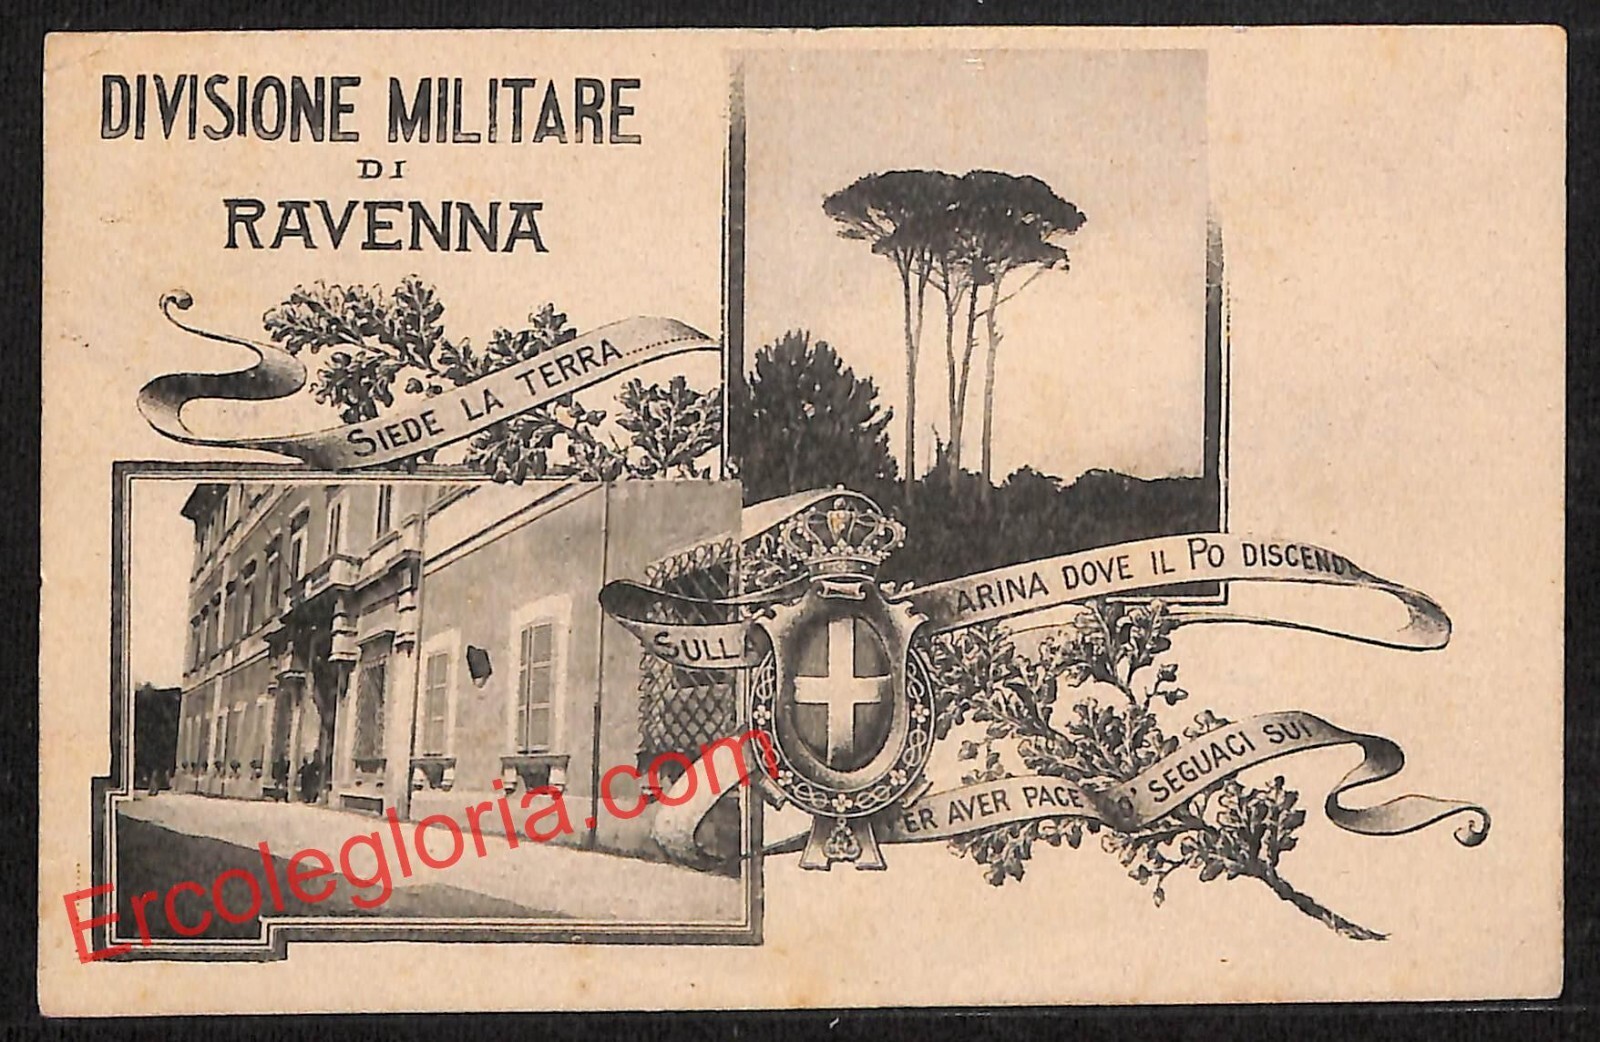 DIVISIONE MILITARE
DI
RAVENNA
SIEDE LA TERRA..........
SULLA ARINA DOVE IL PO DISCENDE
ER AVER PACE O' SEGUACI SUI
Ercolegloria.com